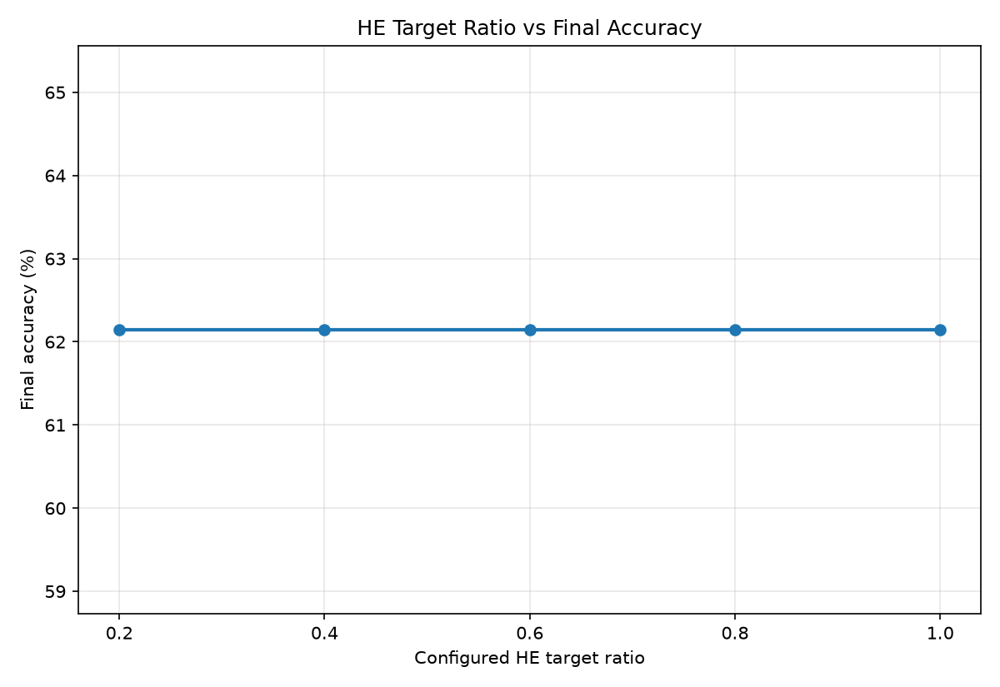 HE Target Ratio vs Final Accuracy
Final accuracy (%)
65
64
63
62
61
60
59
0.2 0.4 0.6 0.8 1.0
Configured HE target ratio